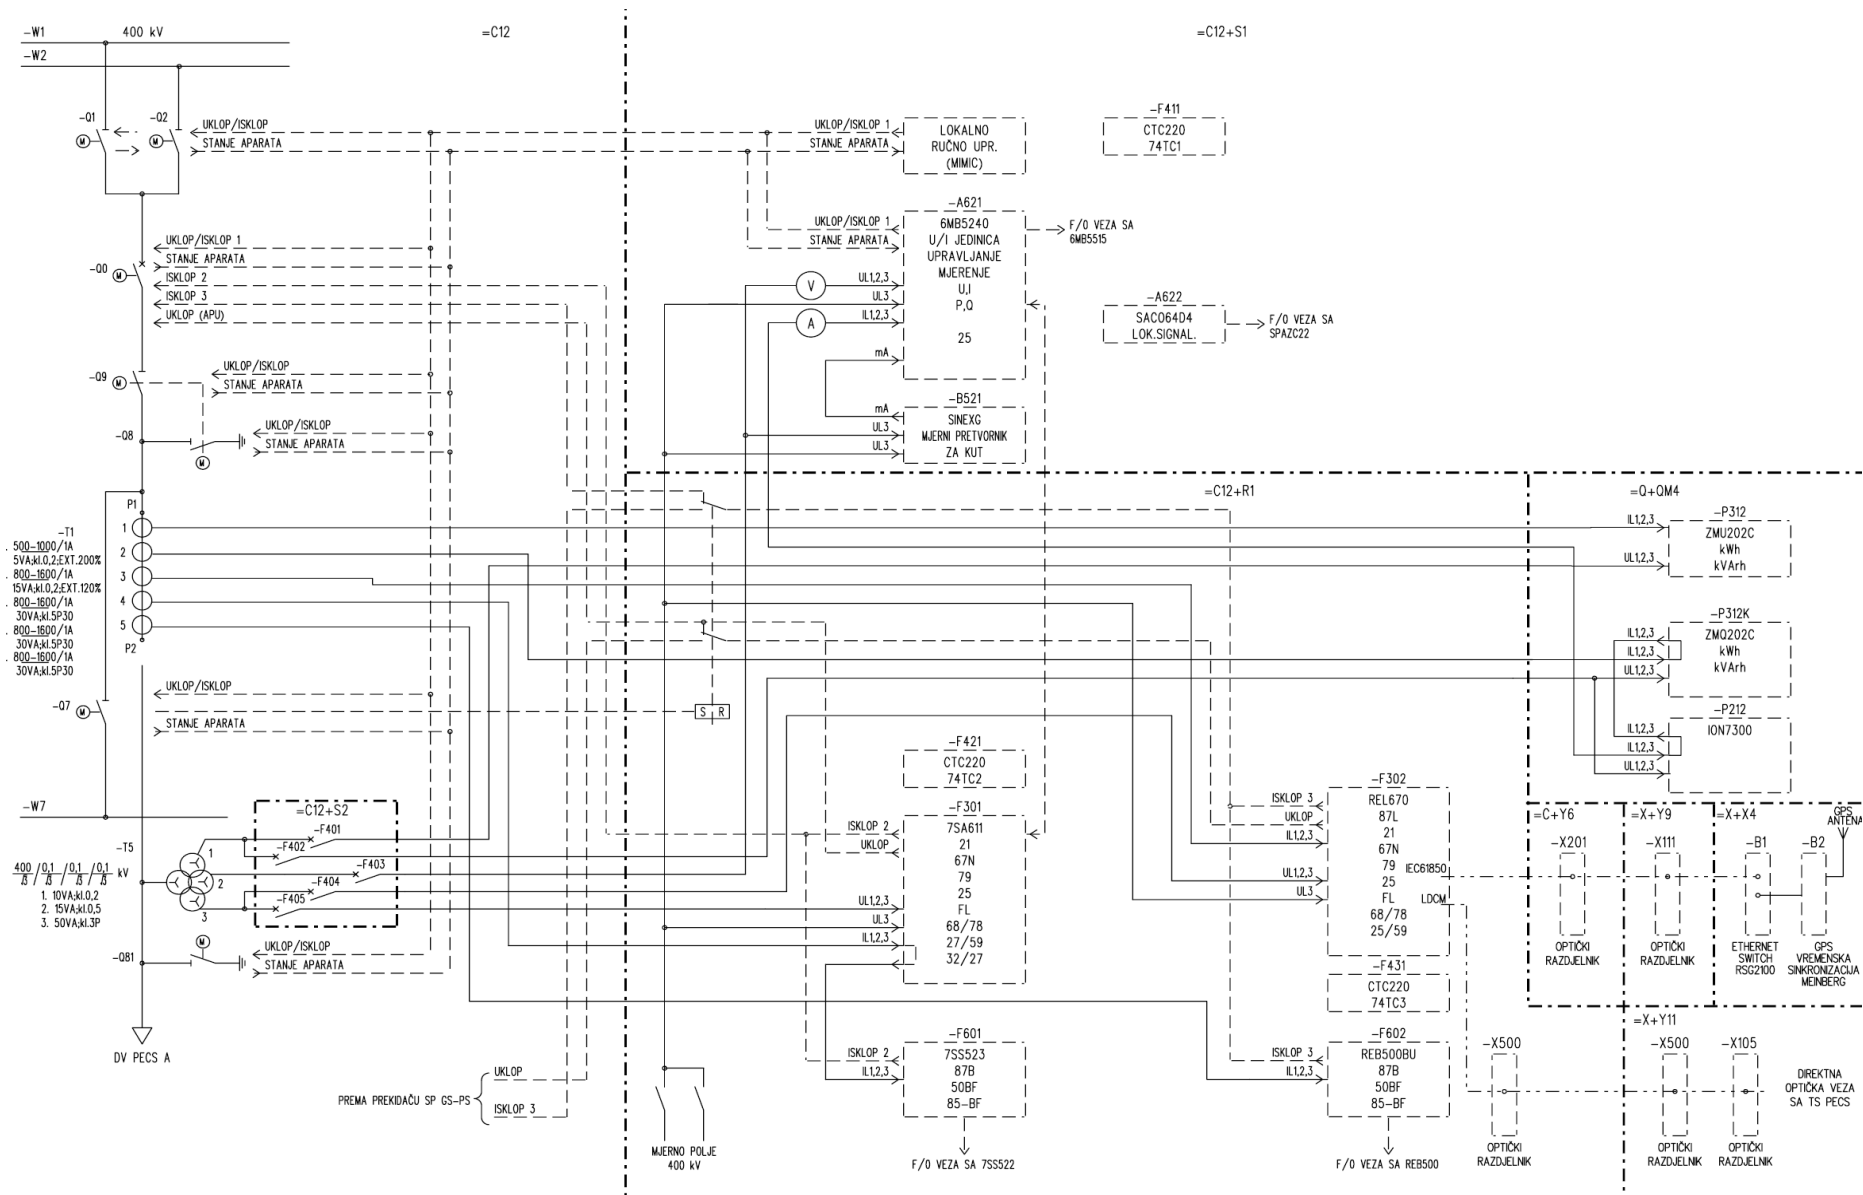 -W1
400 kV
-W2
=C12
=C12+S1
-Q1
-Q2
M
M
UKLOP/ISKLOP
STANJE APARATA
UKLOP/ISKLOP 1
STANJE APARATA
LOKALNO
RUČNO UPR.
(MIMIC)
-F411
CTC220
74TC1
-A621
6MB5240
U/I JEDINICA
UPRAVLJANJE
MJERENJE
U,I
P,Q
25
UKLOP/ISKLOP 1
STANJE APARATA
UL1,2,3
UL3
IL1,2,3
mA
V
A
F/O VEZA SA
6MB5515
-A622
SACO64D4
LOK.SIGNAL.
F/O VEZA SA
SPAZC22
-B521
SINEXG
MJERNI PRETVORNIK
ZA KUT
mA
UL3
UL3
-Q0
M
UKLOP/ISKLOP 1
STANJE APARATA
ISKLOP 2
ISKLOP 3
UKLOP (APU)
-Q9
M
UKLOP/ISKLOP
STANJE APARATA
-Q8
M
UKLOP/ISKLOP
STANJE APARATA
=C12+R1
=Q+QM4
P1
1
2
3
4
5
P2
-T1
500-1000/1A
5VA;kl.0,2;EXT.200%
800-1600/1A
15VA;kl.0,2;EXT.120%
800-1600/1A
30VA;kl.5P30
800-1600/1A
30VA;kl.5P30
800-1600/1A
30VA;kl.5P30
-P312
ZMU202C
kWh
kVArh
IL1,2,3
UL1,2,3
-P312K
ZMQ202C
kWh
kVArh
IL1,2,3
IL1,2,3
UL1,2,3
-P212
ION7300
IL1,2,3
IL1,2,3
UL1,2,3
-Q7
M
UKLOP/ISKLOP
STANJE APARATA
S R
-F421
CTC220
74TC2
-F301
7SA611
21
67N
79
25
FL
68/78
27/59
32/27
ISKLOP 2
UKLOP
UL1,2,3
UL3
IL1,2,3
-F302
REL670
87L
21
67N
79
25
FL
68/78
25/59
ISKLOP 3
UKLOP
IL1,2,3
UL1,2,3
UL3
IEC61850
LDCM
-F431
CTC220
74TC3
-W7
=C12+S2
-F401
-F402
-F403
-F404
-F405
-T5
1
2
3
400/√3 / 0,1/√3 / 0,1/√3 / 0,1/√3 kV
1. 10VA;kl.0,2
2. 15VA;kl.0,5
3. 50VA;kl.3P
-Q81
M
UKLOP/ISKLOP
STANJE APARATA
DV PECS A
=C+Y6
=X+Y9
=X+X4
GPS
ANTENA
-X201
-X111
-B1
-B2
OPTIČKI
RAZDJELNIK
OPTIČKI
RAZDJELNIK
ETHERNET
SWITCH
RSG2100
GPS
VREMENSKA
SINKRONIZACIJA
MEINBERG
=X+Y11
-F601
7SS523
87B
50BF
85-BF
ISKLOP 2
IL1,2,3
F/O VEZA SA 7SS522
-F602
REB500BU
87B
50BF
85-BF
ISKLOP 3
IL1,2,3
F/O VEZA SA REB500
-X500
OPTIČKI
RAZDJELNIK
-X500
OPTIČKI
RAZDJELNIK
-X105
OPTIČKI
RAZDJELNIK
DIREKTNA
OPTIČKA VEZA
SA TS PECS
PREMA PREKIDAČU SP GS-PS
UKLOP
ISKLOP 3
MJERNO POLJE
400 kV